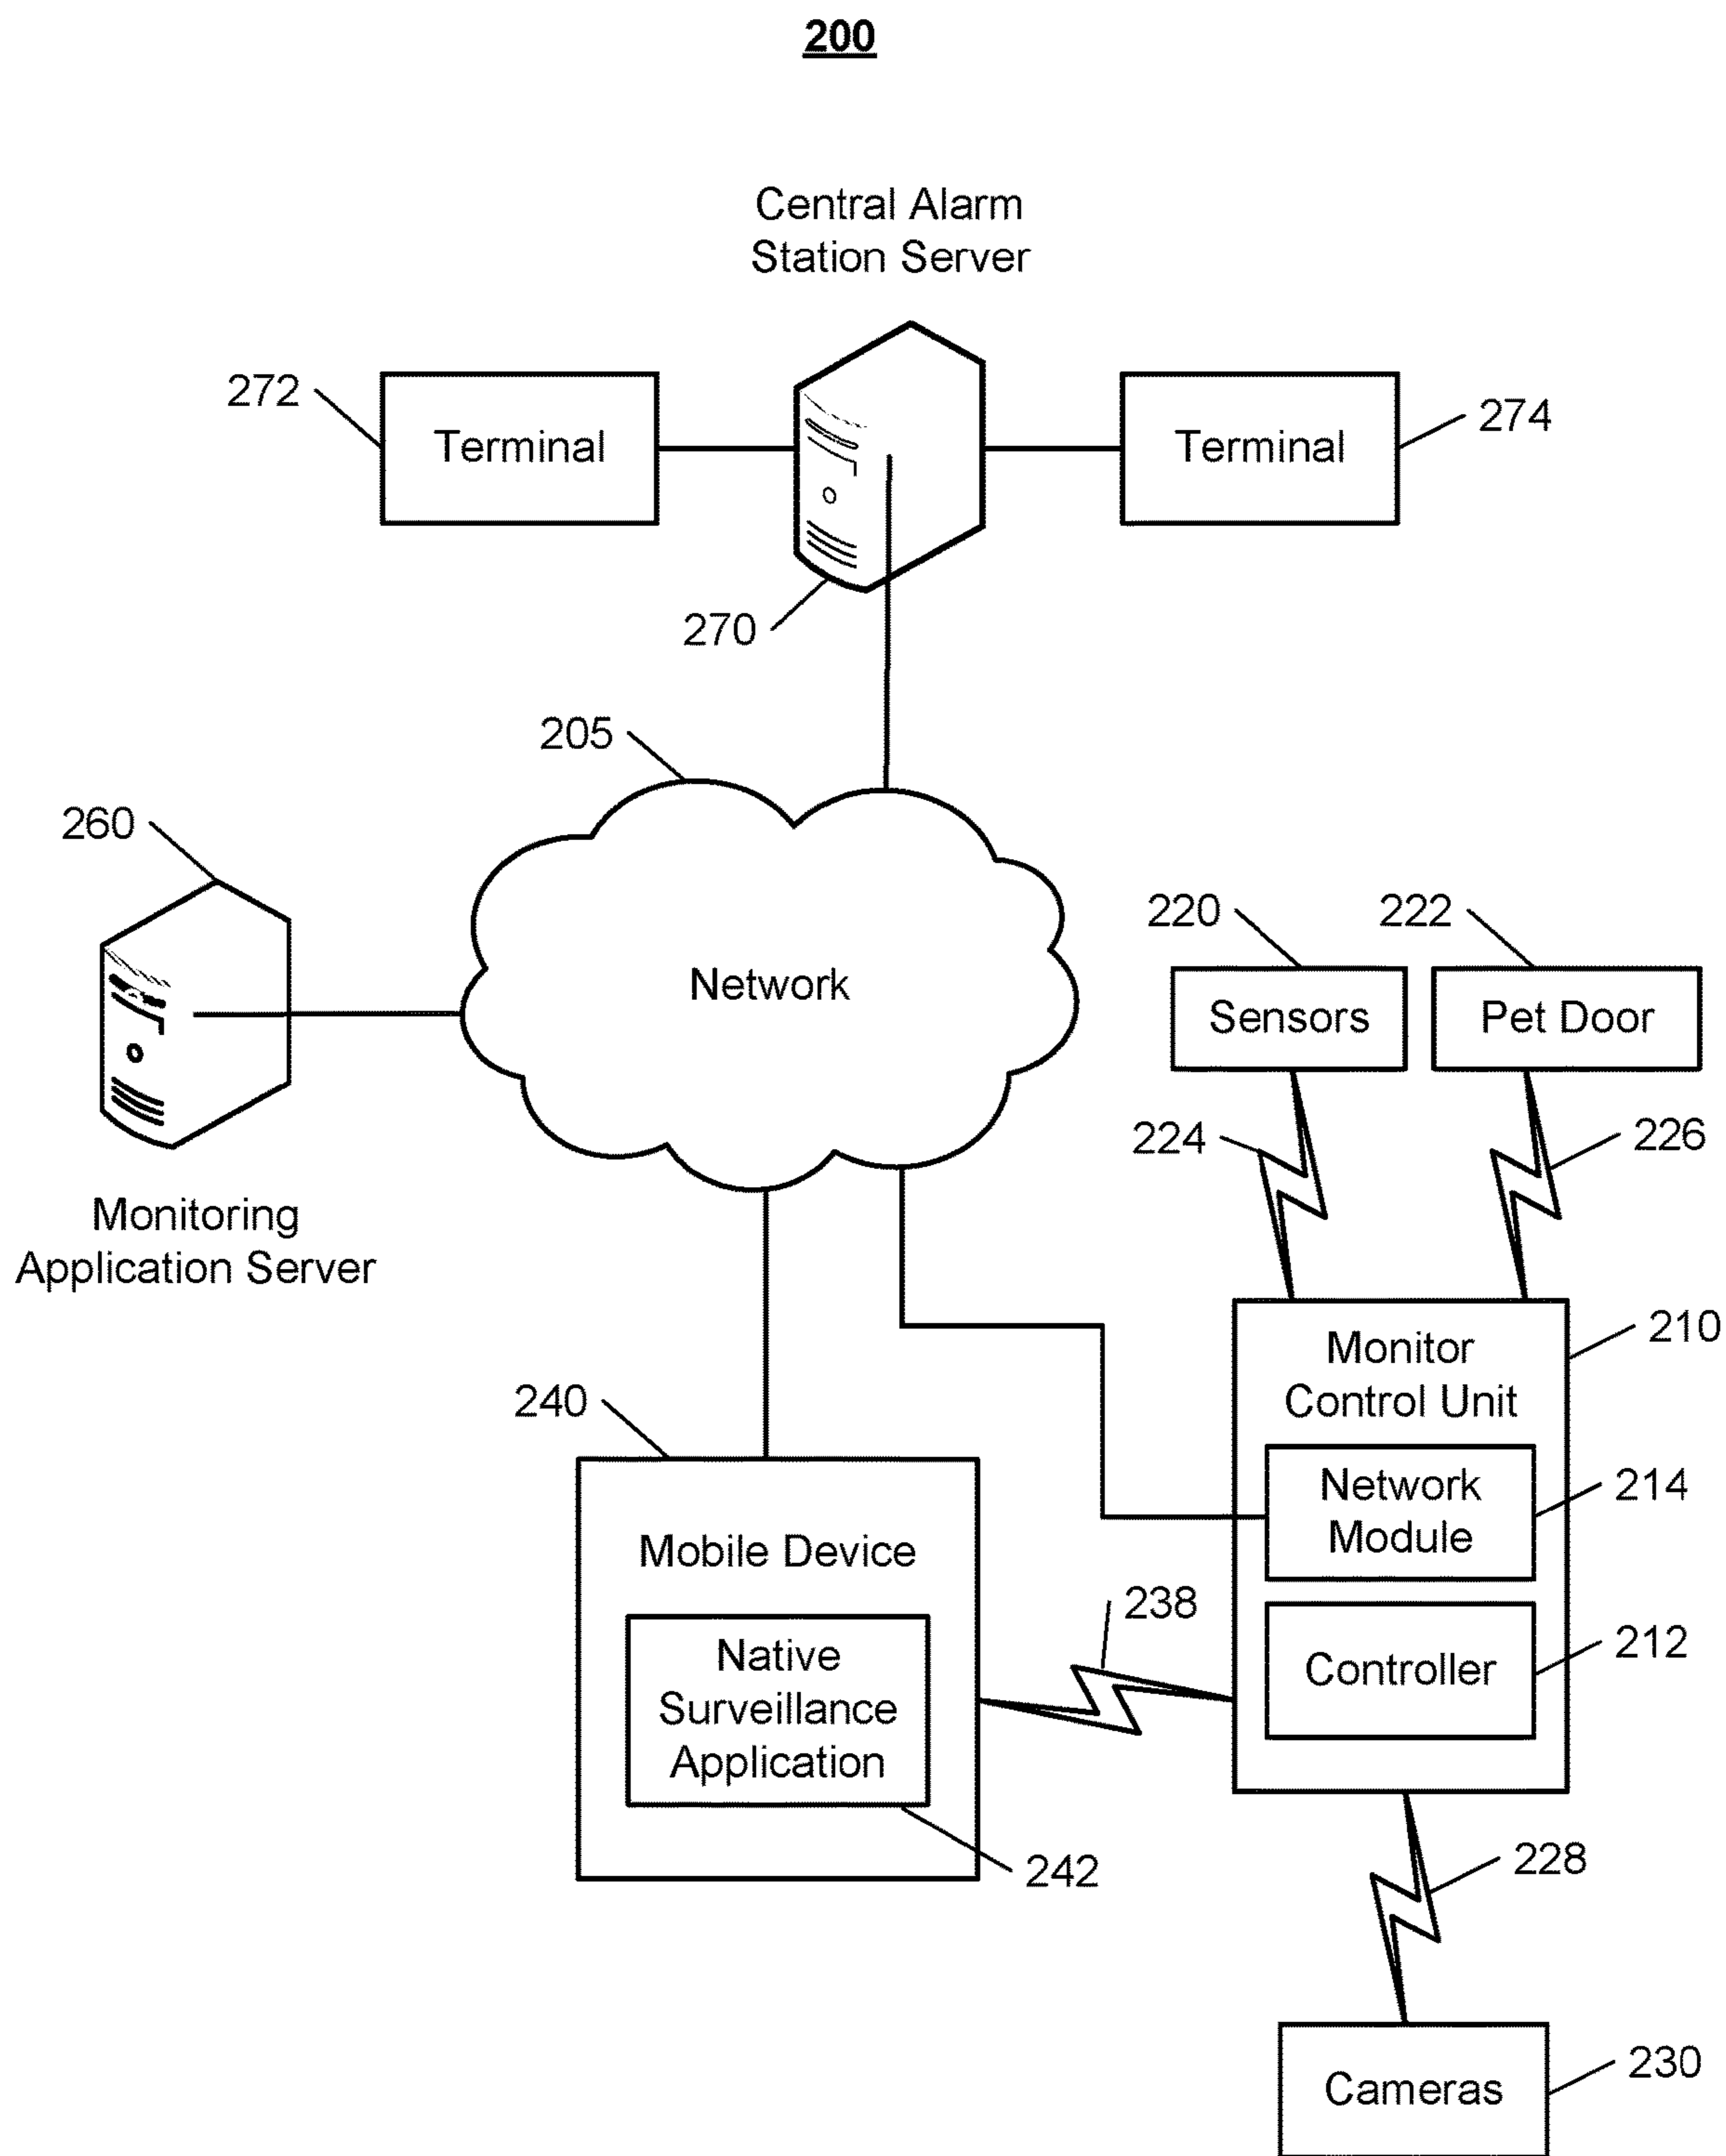 200
Central Alarm
Station Server
272
Terminal
Terminal
274
270
205
260
Network
220
222
Sensors
Pet Door
224
226
Monitoring
Application Server
210
Monitor
Control Unit
240
Network
Module
214
Mobile Device
238
Native
Surveillance
Application
Controller
212
242
228
Cameras
230